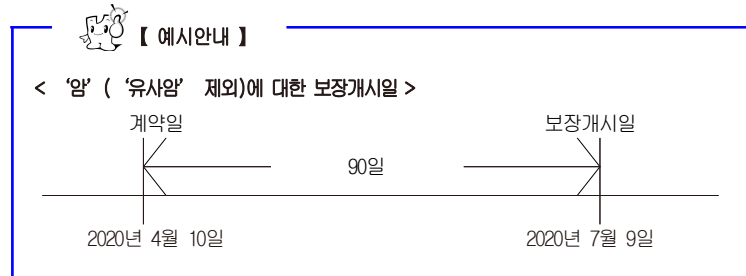 【 예시안내 】
< ‘암’ ( ‘유사암’ 제외)에 대한 보장개시일 >
계약일 보장개시일
90일
2020년 4월 10일 2020년 7월 9일